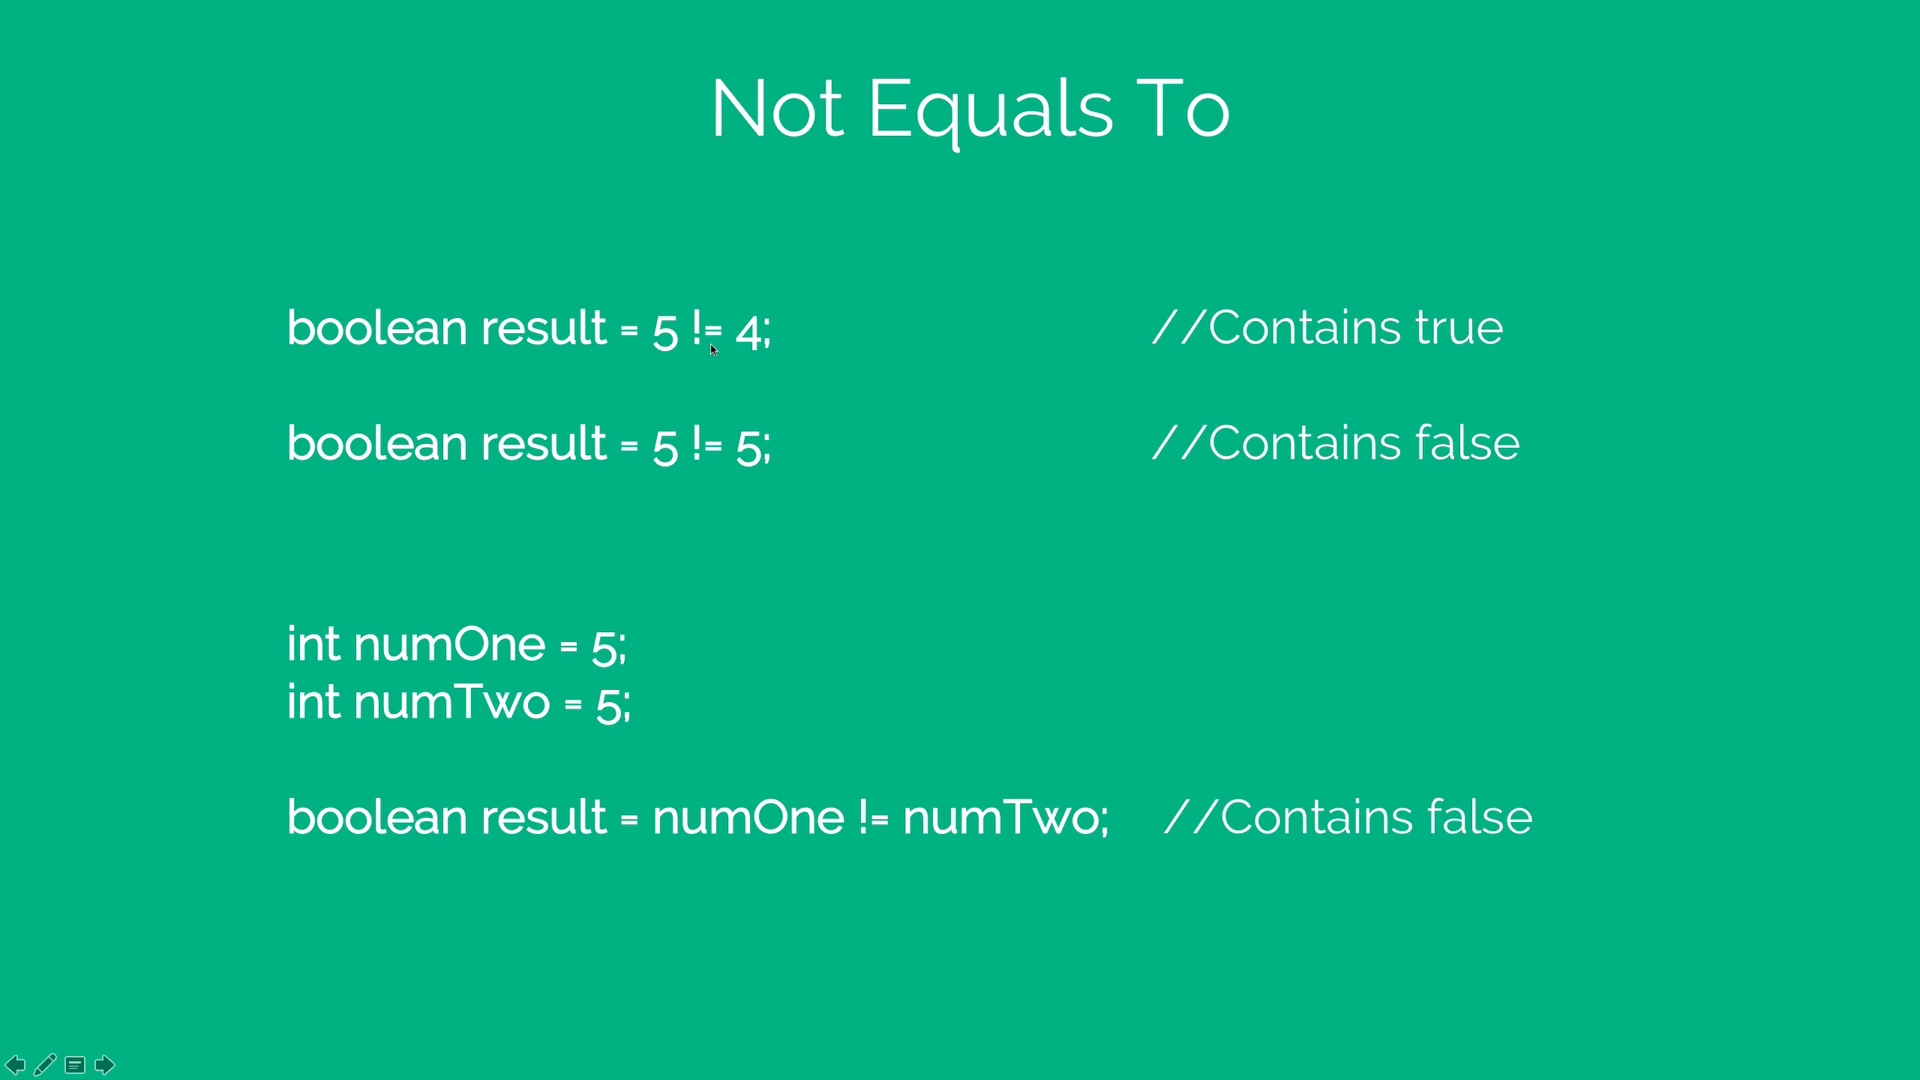 Not Equals To
boolean result = 5 != 4; //Contains true
boolean result = 5 != 5; //Contains false
int numOne = 5;
int numTwo = 5;
boolean result = numOne != numTwo; //Contains false